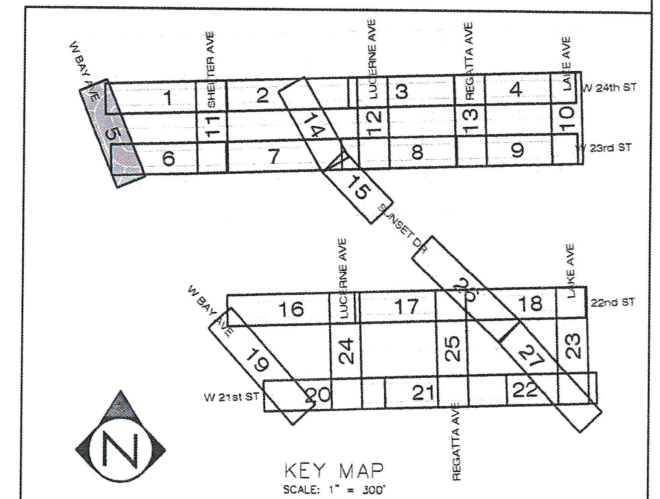 W BAY AVE
SHELTER AVE
LUCERNE AVE
REGATTA AVE
LAKE AVE
1
2
3
4
W 24th ST
5
11
14
12
13
10
6
7
8
9
W 23rd ST
15
SUNSET DR
W BAY AVE
LUCERNE AVE
LAKE AVE
16
17
18
22nd ST
19
24
25
27
23
W 21st ST
20
21
22
REGATTA AVE
N
KEY MAP
SCALE: 1" = 300'